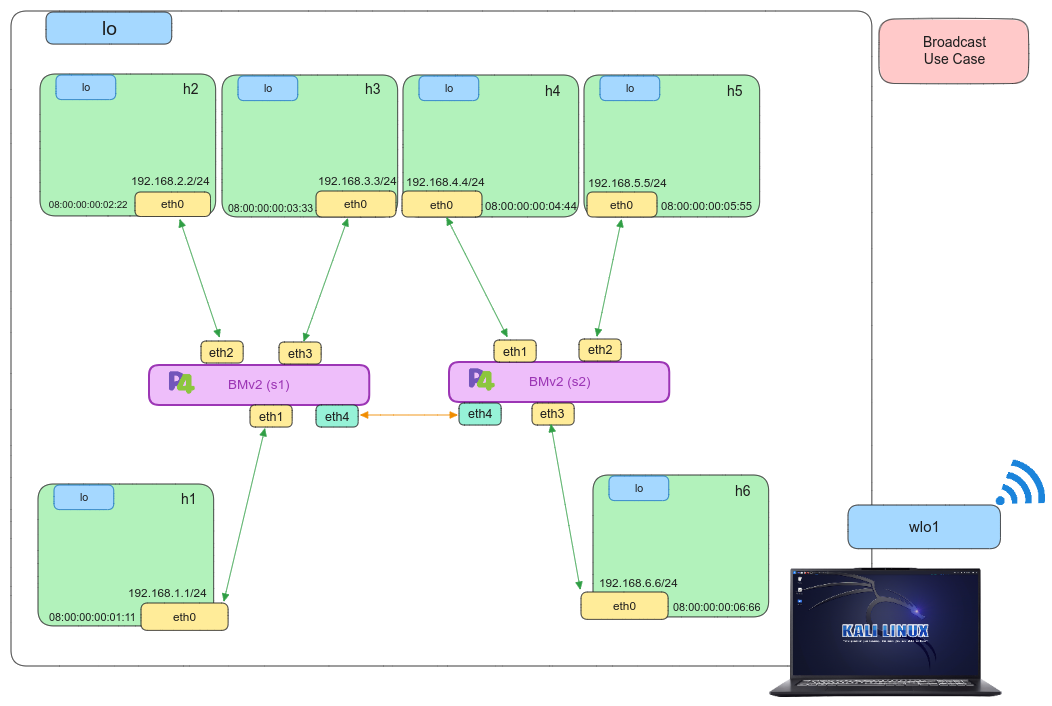 lo
Broadcast
Use Case
lo
h2
192.168.2.2/24
08:00:00:00:02:22
eth0
lo
h3
192.168.3.3/24
08:00:00:00:03:33
eth0
lo
h4
192.168.4.4/24
eth0
08:00:00:00:04:44
lo
h5
192.168.5.5/24
eth0
08:00:00:00:05:55
eth2
eth3
P4
BMv2 (s1)
eth1
eth4
eth1
eth2
P4
BMv2 (s2)
eth4
eth3
lo
h1
192.168.1.1/24
08:00:00:00:01:11
eth0
lo
h6
192.168.6.6/24
eth0
08:00:00:00:06:66
wlo1
KALI LINUX